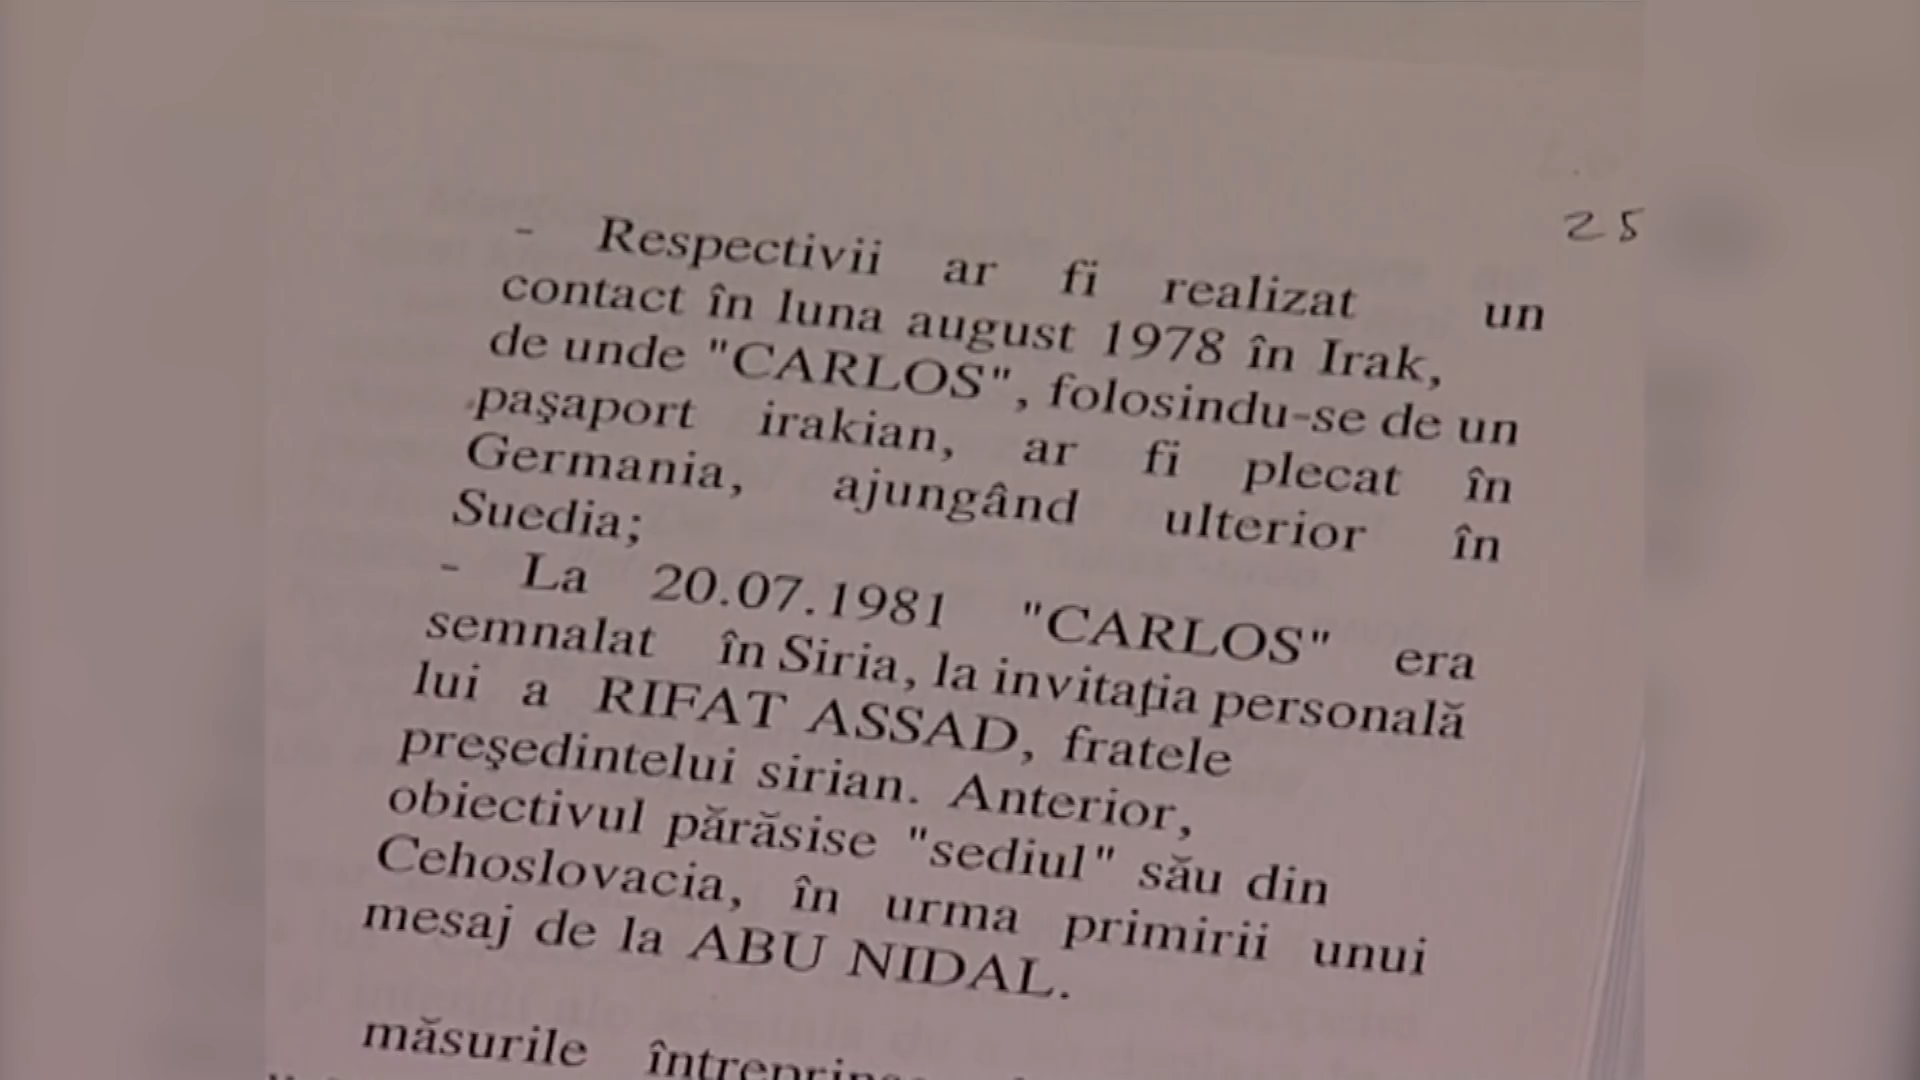 25
- Respectivii ar fi realizat un
contact în luna august 1978 în Irak,
de unde "CARLOS", folosindu-se de un
paşaport irakian, ar fi plecat în
Germania, ajungând ulterior în
Suedia;
- La 20.07.1981 "CARLOS" era
semnalat în Siria, la invitaţia personală
lui a RIFAT ASSAD, fratele
preşedintelui sirian. Anterior,
obiectivul părăsise "sediul" său din
Cehoslovacia, în urma primirii unui
mesaj de la ABU NIDAL.
măsurile